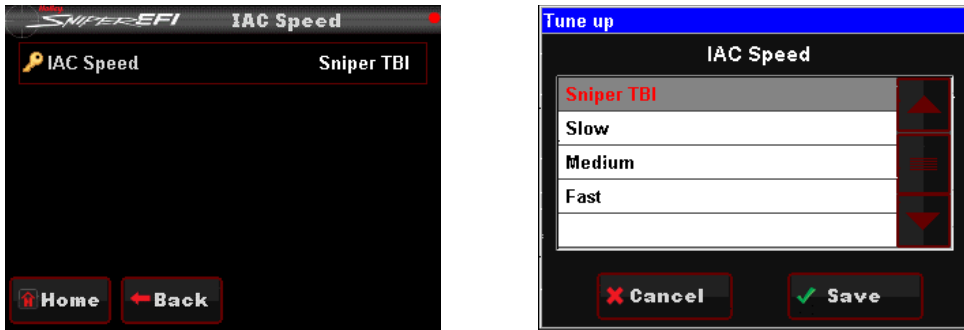 Holley
SNIPER EFI
IAC Speed
IAC Speed
Sniper TBI
Home
Back
Tune up
IAC Speed
Sniper TBI
Slow
Medium
Fast
Cancel
Save